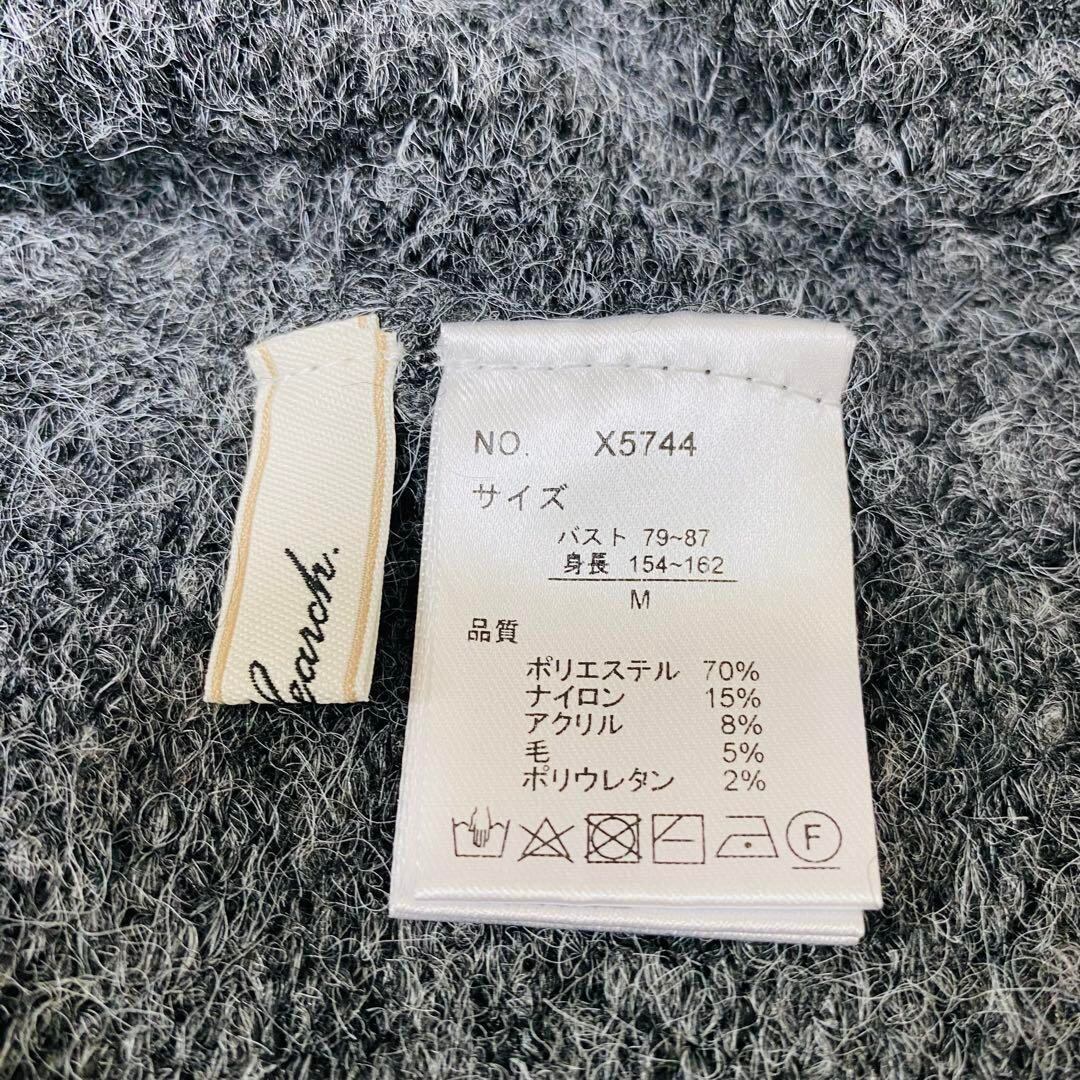 Search.
NO. X5744
サイズ
バスト 79~87
身長 154~162
M
品質
ポリエステル 70%
ナイロン 15%
アクリル 8%
毛 5%
ポリウレタン 2%
F